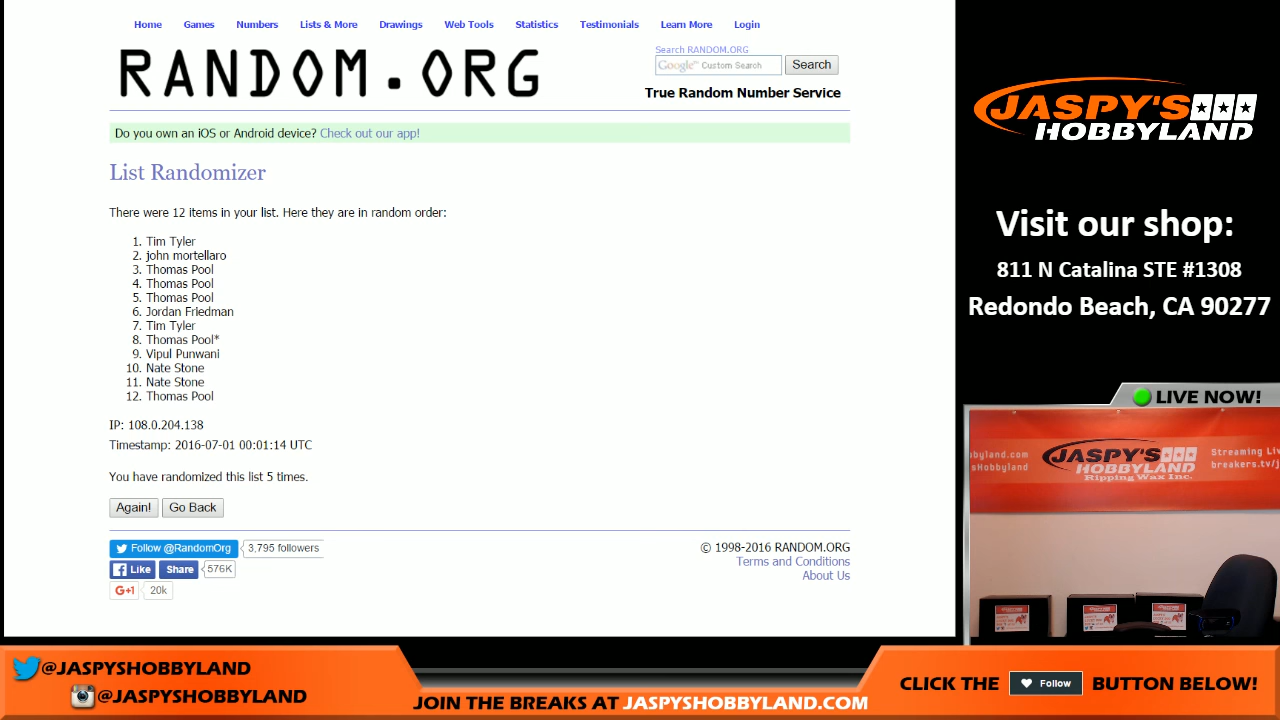 Home Games Numbers Lists & More Drawings Web Tools Statistics Testimonials Learn More Login
RANDOM.ORG
Search RANDOM.ORG
Google™ Custom Search Search
True Random Number Service
Do you own an iOS or Android device? Check out our app!
List Randomizer
There were 12 items in your list. Here they are in random order:
1. Tim Tyler
2. john mortellaro
3. Thomas Pool
4. Thomas Pool
5. Thomas Pool
6. Jordan Friedman
7. Tim Tyler
8. Thomas Pool*
9. Vipul Punwani
10. Nate Stone
11. Nate Stone
12. Thomas Pool
IP: 108.0.204.138
Timestamp: 2016-07-01 00:01:14 UTC
You have randomized this list 5 times.
Again! Go Back
Follow @RandomOrg 3,795 followers
Like Share 576K
G+1 20k
© 1998-2016 RANDOM.ORG
Terms and Conditions
About Us
JASPY'S
HOBBYLAND
Visit our shop:
811 N Catalina STE #1308
Redondo Beach, CA 90277
LIVE NOW!
byland.com
sHobbyland
JASPY'S
HOBBYLAND
Ripping Wax Inc.
Streaming Li
breakers.tv/j
@JASPYSHOBBYLAND
@JASPYSHOBBYLAND
JOIN THE BREAKS AT JASPYSHOBBYLAND.COM
CLICK THE Follow BUTTON BELOW!